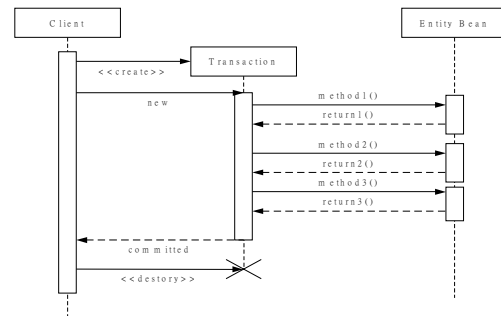 Client
Entity Bean
Transaction
<<create>>
new
method1()
return1()
method2()
return2()
method3()
return3()
committed
<<destory>>